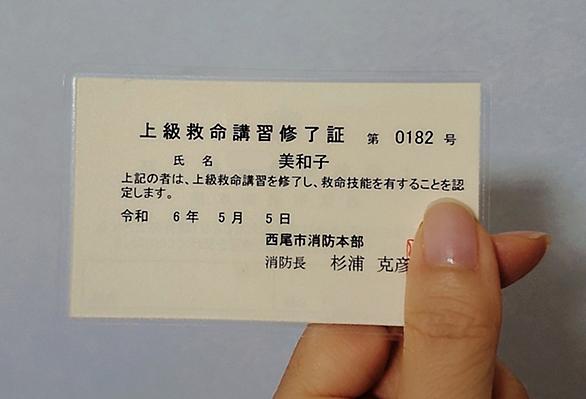 上級救命講習修了証 第 0182 号
氏 名 美和子
上記の者は、上級救命講習を修了し、救命技能を有することを認
定します。
令和 6 年 5 月 5 日
西尾市消防本部
消防長 杉浦 克彦